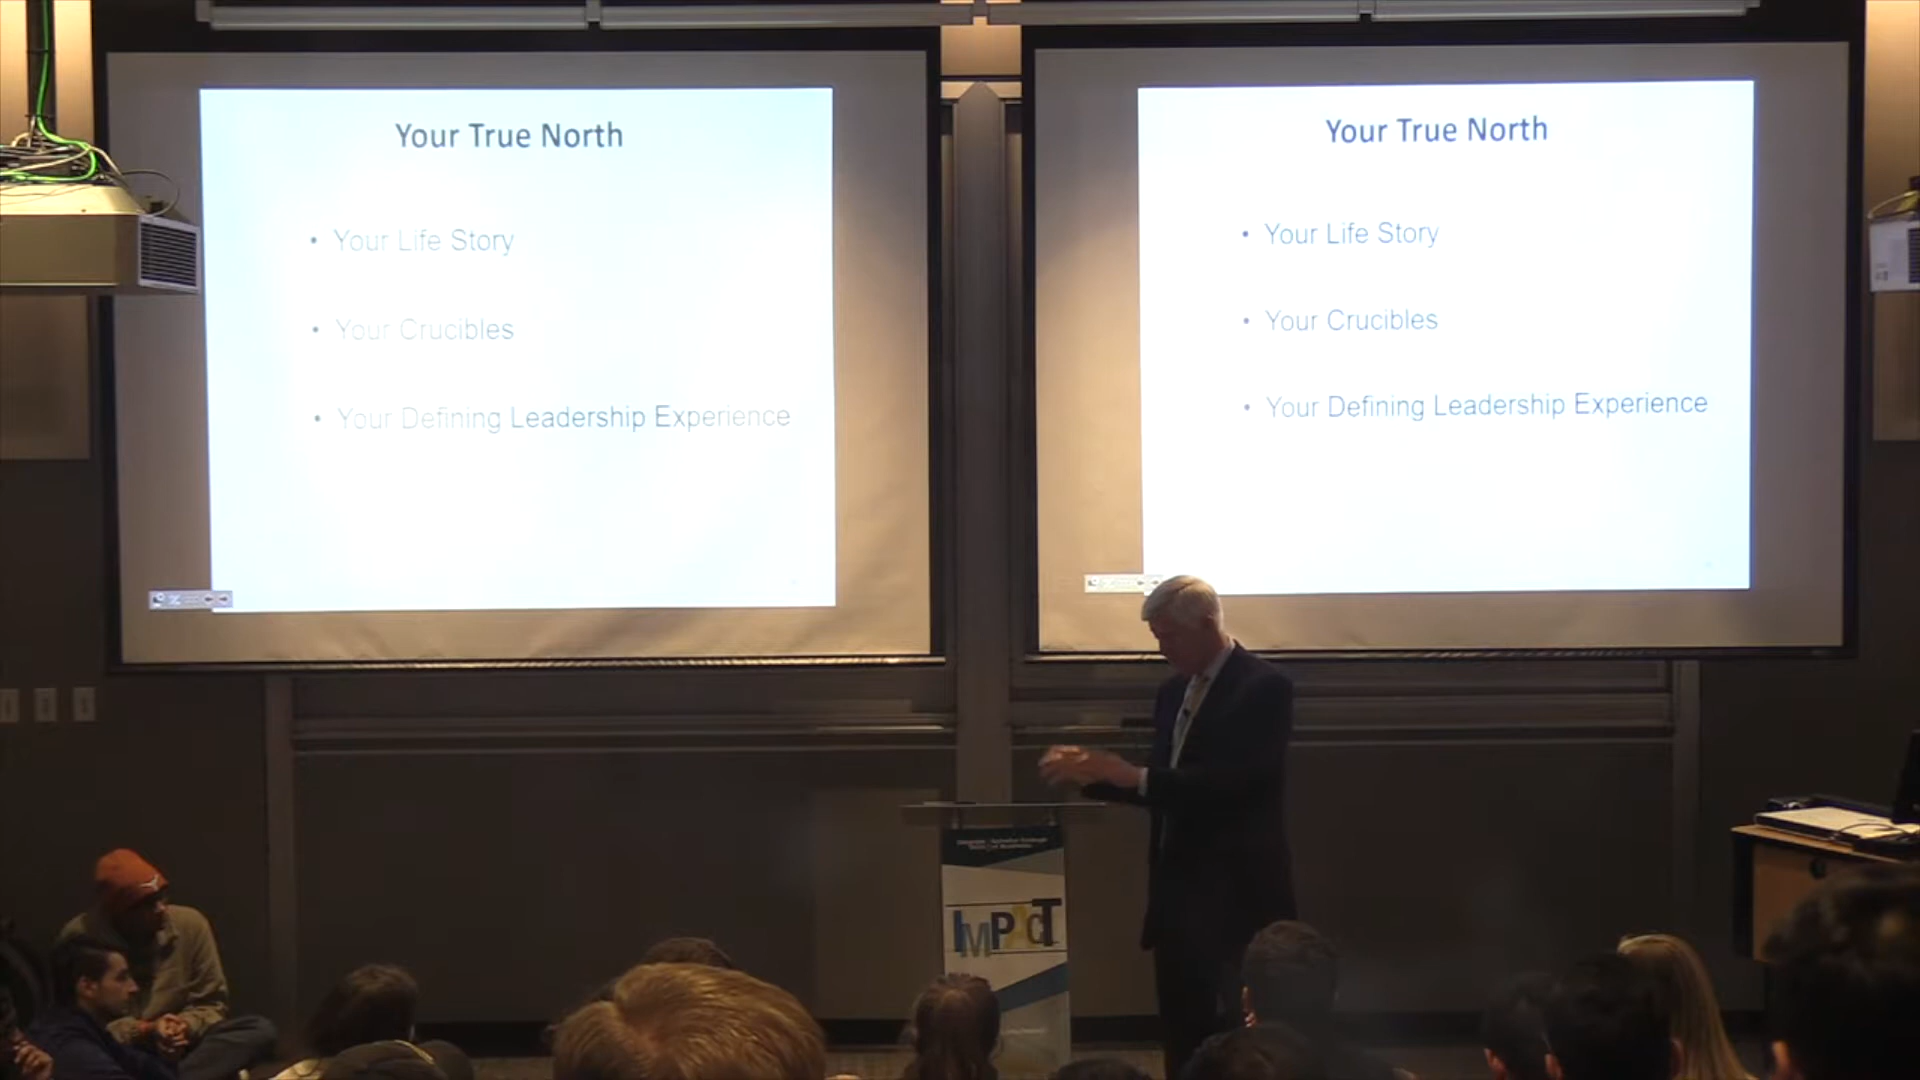 Your True North
• Your Life Story
• Your Crucibles
• Your Defining Leadership Experience
Your True North
• Your Life Story
• Your Crucibles
• Your Defining Leadership Experience
IMPACT